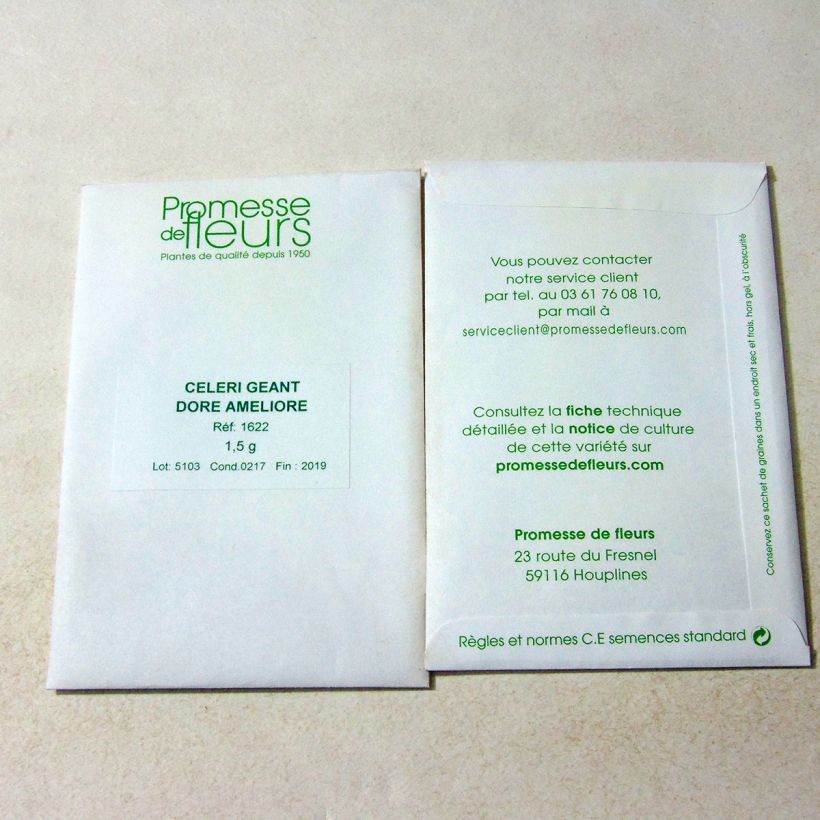 Promesse
de fleurs
Plantes de qualité depuis 1950
CELERI GEANT
DORE AMELIORE
Réf: 1622
1,5 g
Lot: 5103 Cond.0217 Fin : 2019
Vous pouvez contacter
notre service client
par tel. au 03 61 76 08 10,
par mail à
serviceclient@promessedefleurs.com
Consultez la fiche technique
détaillée et la notice de culture
de cette variété sur
promessedefleurs.com
Promesse de fleurs
23 route du Fresnel
59116 Houplines
Règles et normes C.E semences standard
Conservez ce sachet de graines dans un endroit sec et frais, hors gel, à l'obscurité